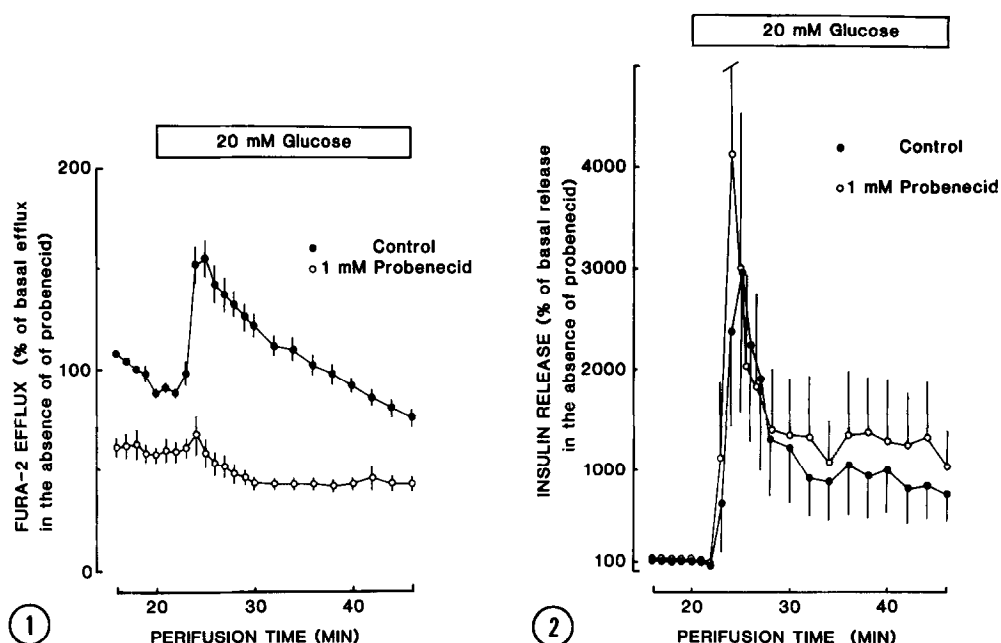 20 mM Glucose
200
100
0
FURA-2 EFFLUX (% of basal efflux
in the absence of of probenecid)
Control
1 mM Probenecid
20
30
40
PERIFUSION TIME (MIN)
1
20 mM Glucose
4000
3000
2000
1000
100
INSULIN RELEASE (% of basal release
in the absence of probenecid)
Control
1 mM Probenecid
20
30
40
PERIFUSION TIME (MIN)
2